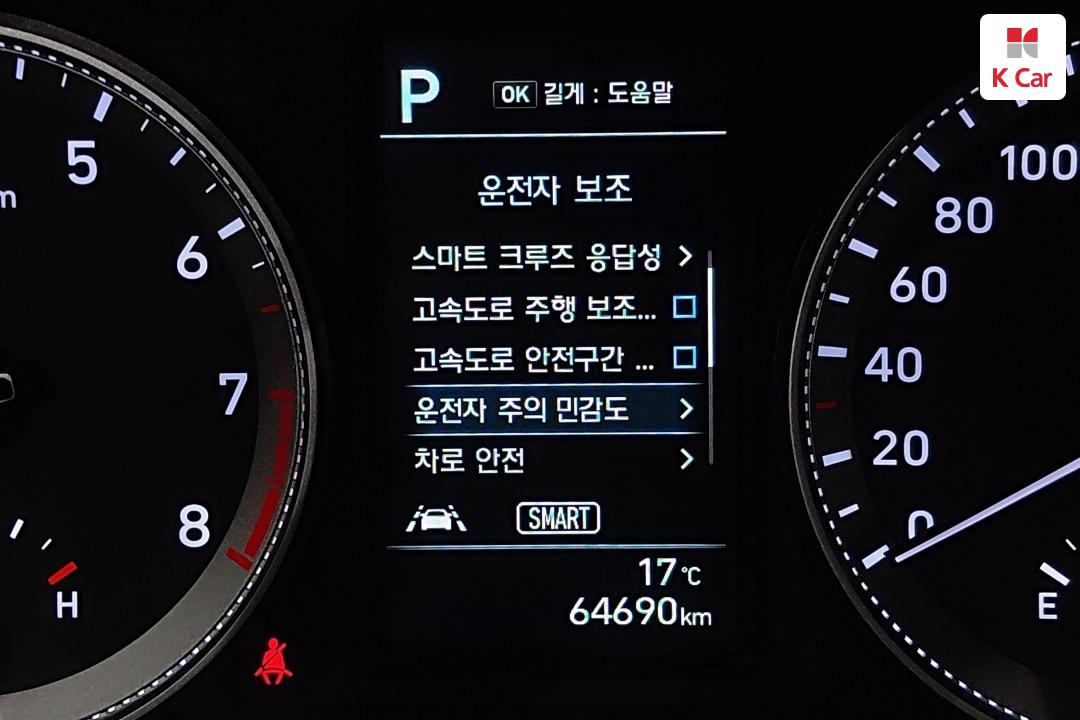 K Car
P
OK 길게 : 도움말
운전자 보조
스마트 크루즈 응답성
고속도로 주행 보조...
고속도로 안전구간 ...
운전자 주의 민감도
차로 안전
SMART
17℃
64690km
5
6
7
8
H
100
80
60
40
20
0
E